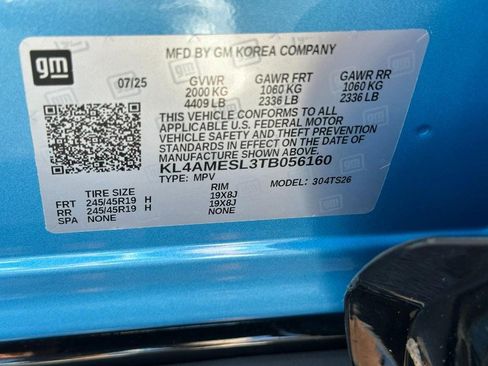 gm
MFD BY GM KOREA COMPANY
07/25 GVWR GAWR FRT GAWR RR
2000 KG 1060 KG 1060 KG
4409 LB 2336 LB 2336 LB
THIS VEHICLE CONFORMS TO ALL
APPLICABLE U.S. FEDERAL MOTOR
VEHICLE SAFETY AND THEFT PREVENTION
STANDARDS IN EFFECT ON THE DATE OF
MANUFACTURE SHOWN ABOVE.
KL4AMESL3TB056160
TYPE: MPV MODEL: 304TS26
TIRE SIZE RIM
FRT 245/45R19 H 19X8J
RR 245/45R19 H 19X8J
SPA NONE NONE